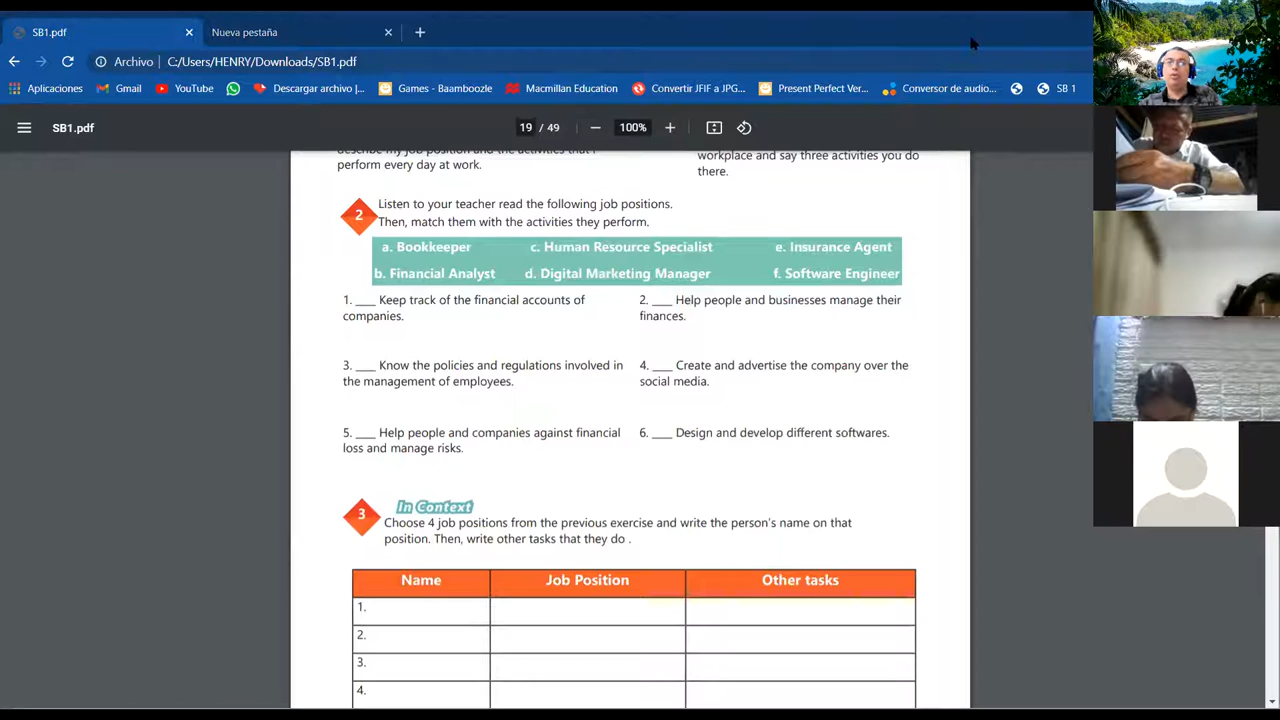 SB1.pdf
Nueva pestaña
Archivo C:/Users/HENRY/Downloads/SB1.pdf
Aplicaciones Gmail YouTube Descargar archivo |... Games - Baamboozle Macmillan Education Convertir JFIF a JPG... Present Perfect Ver... Conversor de audio... SB 1
SB1.pdf 19 / 49 100%
describe my job position and the activities that I
perform every day at work.
workplace and say three activities you do
there.
2 Listen to your teacher read the following job positions.
Then, match them with the activities they perform.
a. Bookkeeper c. Human Resource Specialist e. Insurance Agent
b. Financial Analyst d. Digital Marketing Manager f. Software Engineer
1. ___ Keep track of the financial accounts of
companies.
2. ___ Help people and businesses manage their
finances.
3. ___ Know the policies and regulations involved in
the management of employees.
4. ___ Create and advertise the company over the
social media.
5. ___ Help people and companies against financial
loss and manage risks.
6. ___ Design and develop different softwares.
3 In Context
Choose 4 job positions from the previous exercise and write the person's name on that
position. Then, write other tasks that they do .
Name Job Position Other tasks
1.
2.
3.
4.